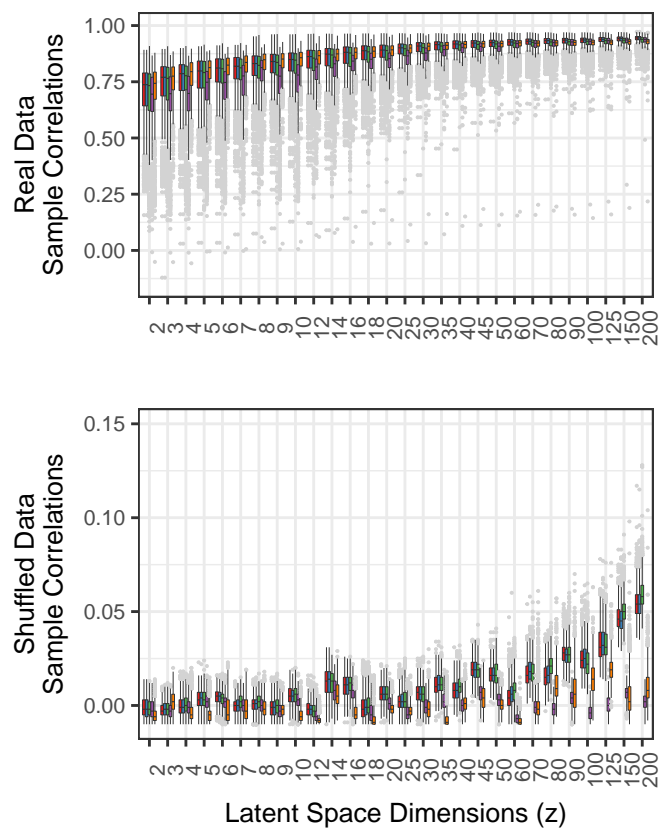 Real Data
Sample Correlations
1.00
0.75
0.50
0.25
0.00
2 3 4 5 6 7 8 9 10 12 14 16 18 20 25 30 35 40 45 50 60 70 80 90 100 125 150 200
Shuffled Data
Sample Correlations
0.15
0.10
0.05
0.00
2 3 4 5 6 7 8 9 10 12 14 16 18 20 25 30 35 40 45 50 60 70 80 90 100 125 150 200
Latent Space Dimensions (z)